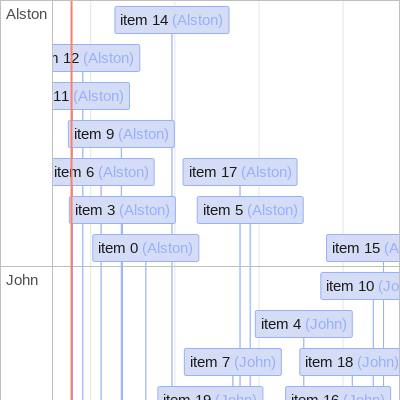 Alston
item 14 (Alston)
12 (Alston)
11 (Alston)
item 9 (Alston)
item 6 (Alston)
item 17 (Alston)
item 3 (Alston)
item 5 (Alston)
item 0 (Alston)
item 15 (A
John
item 10 (Jo
item 4 (John)
item 7 (John)
item 18 (John)
item 19 (John)
item 16 (John)